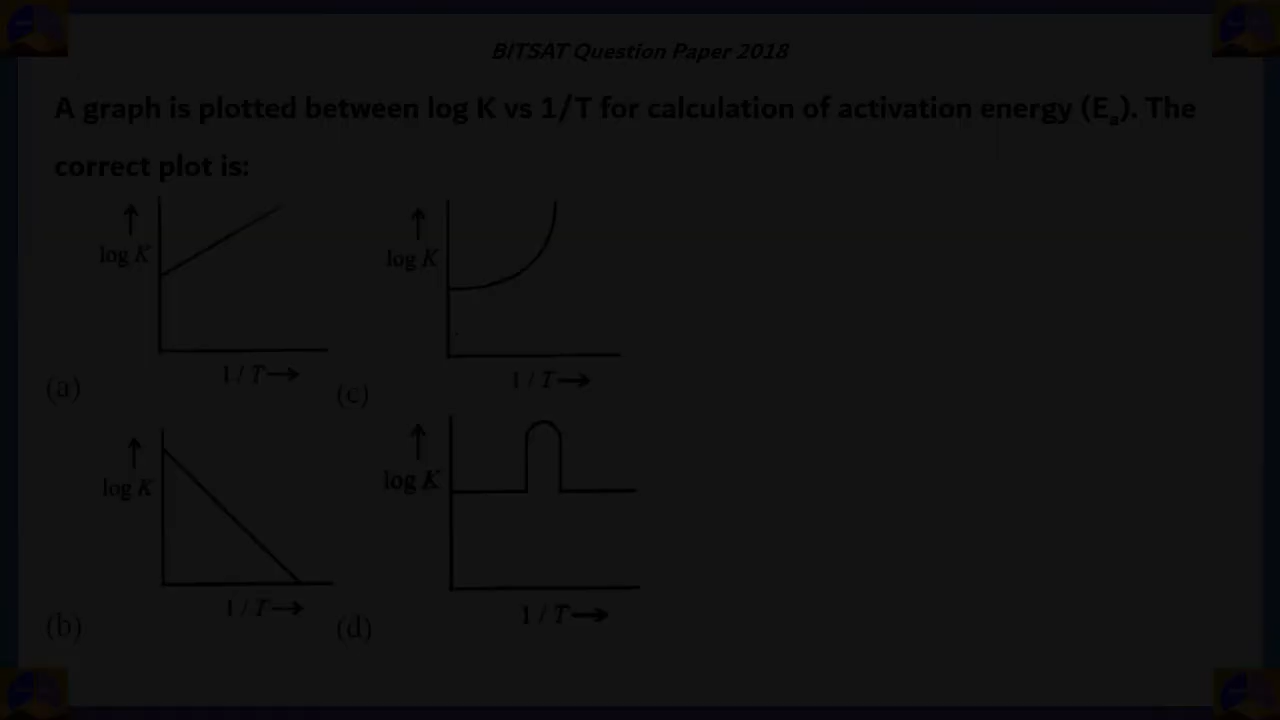 BITSAT Question Paper 2018
A graph is plotted between log K vs 1/T for calculation of activation energy (Eₐ). The
correct plot is:
log K
1 / T
(a)
log K
1 / T
(c)
log K
1 / T
(b)
log K
1 / T
(d)